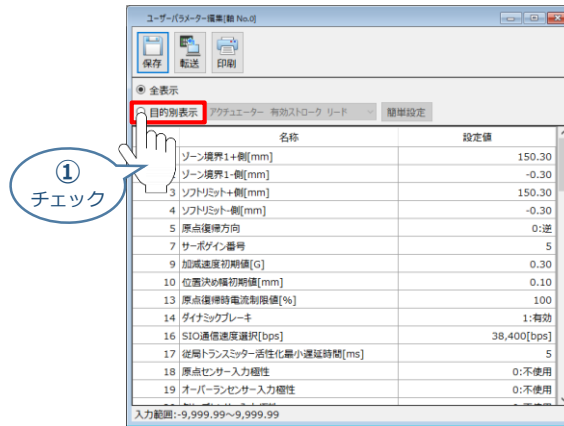 ユーザーパラメーター編集[軸 No.0]
保存 転送 印刷
全表示
目的別表示 アクチュエーター 有効ストローク リード 簡単設定
名称 設定値
ゾーン境界1+側[mm] 150.30
ゾーン境界1-側[mm] -0.30
3 ソフトリミット+側[mm] 150.30
4 ソフトリミット-側[mm] -0.30
5 原点復帰方向 0:逆
7 サーボゲイン番号 5
9 加減速度初期値[G] 0.30
10 位置決め幅初期値[mm] 0.10
13 原点復帰時電流制限値[%] 100
14 ダイナミックブレーキ 1:有効
16 SIO通信速度選択[bps] 38,400[bps]
17 従局トランスミッター活性化最小遅延時間[ms] 5
18 原点センサー入力極性 0:不使用
19 オーバーランセンサー入力極性 0:不使用
入力範囲:-9,999.99～9,999.99
①
チェック